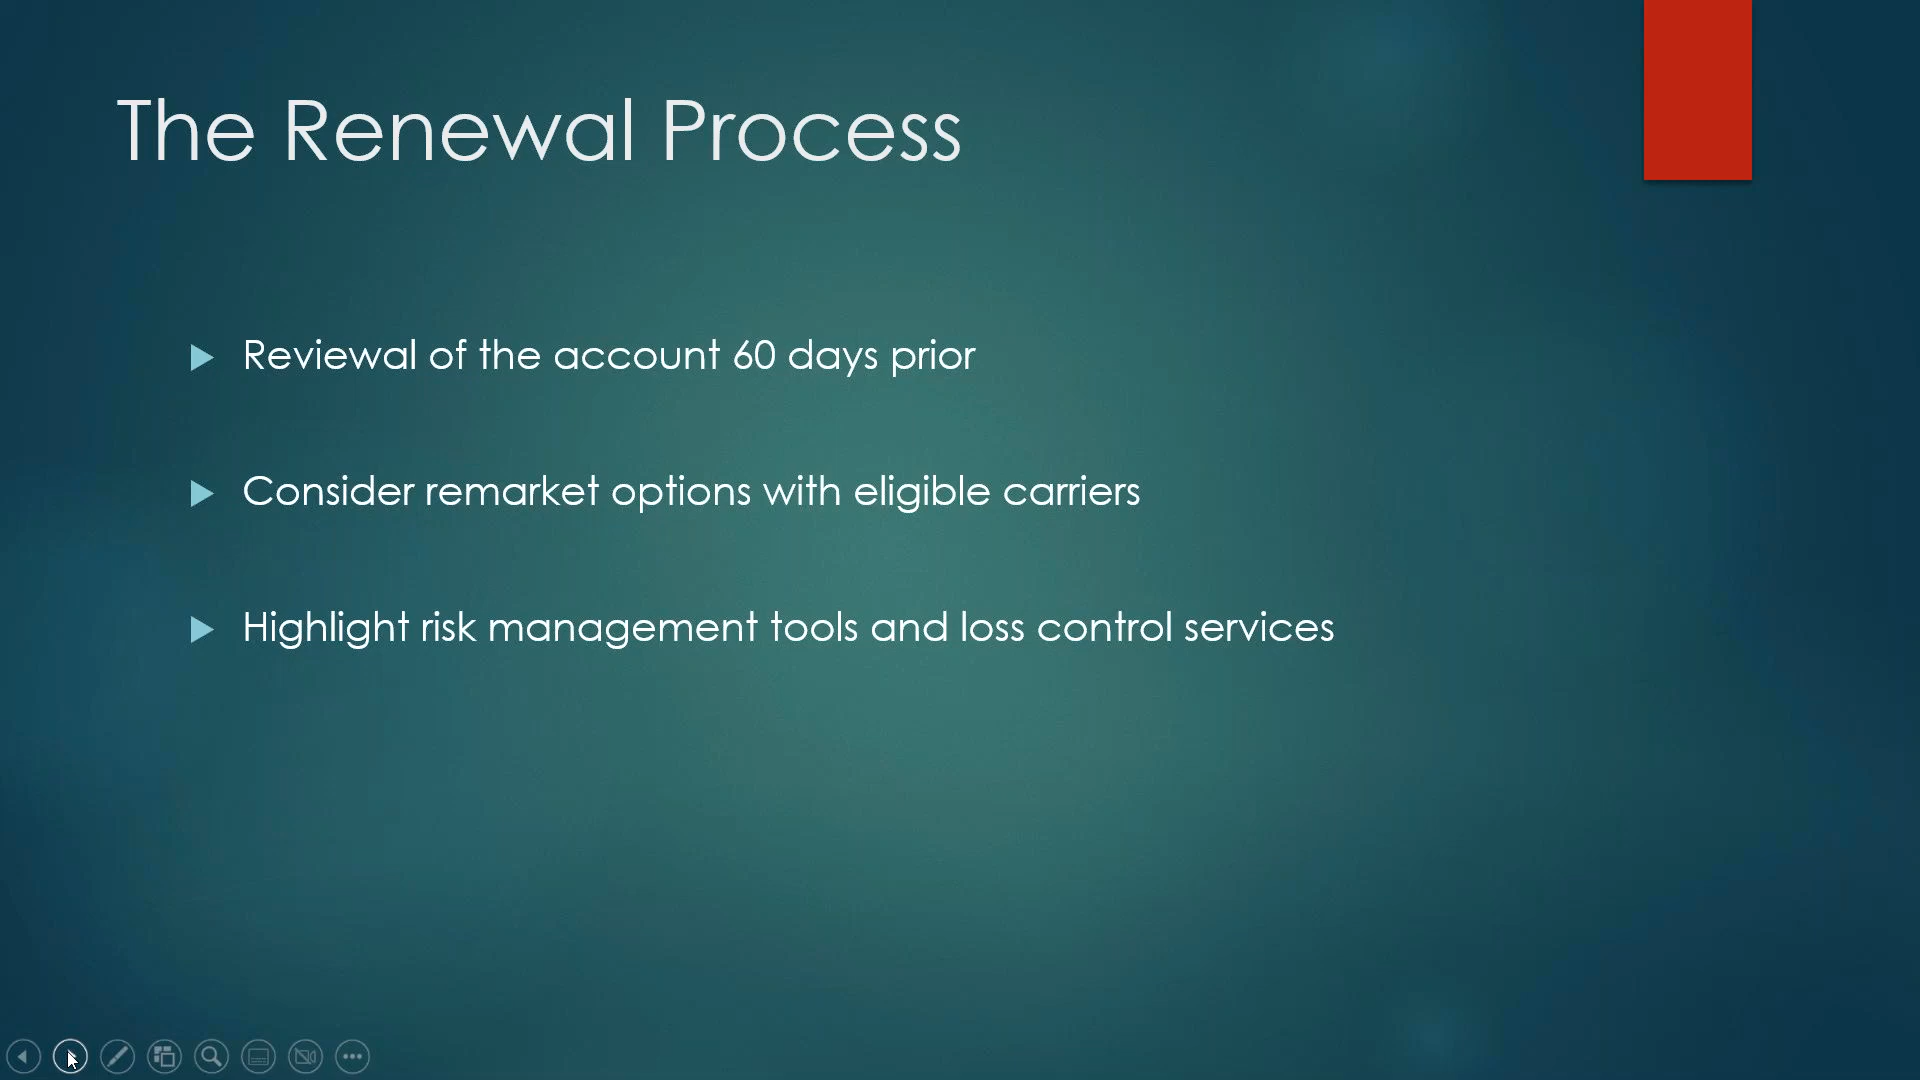 The Renewal Process
Reviewal of the account 60 days prior
Consider remarket options with eligible carriers
Highlight risk management tools and loss control services